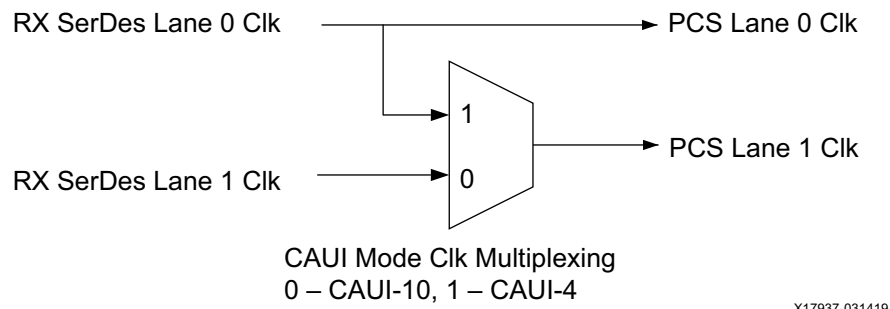 RX SerDes Lane 0 Clk
PCS Lane 0 Clk
1
PCS Lane 1 Clk
RX SerDes Lane 1 Clk
0
CAUI Mode Clk Multiplexing
0 – CAUI-10, 1 – CAUI-4
X17937-031419